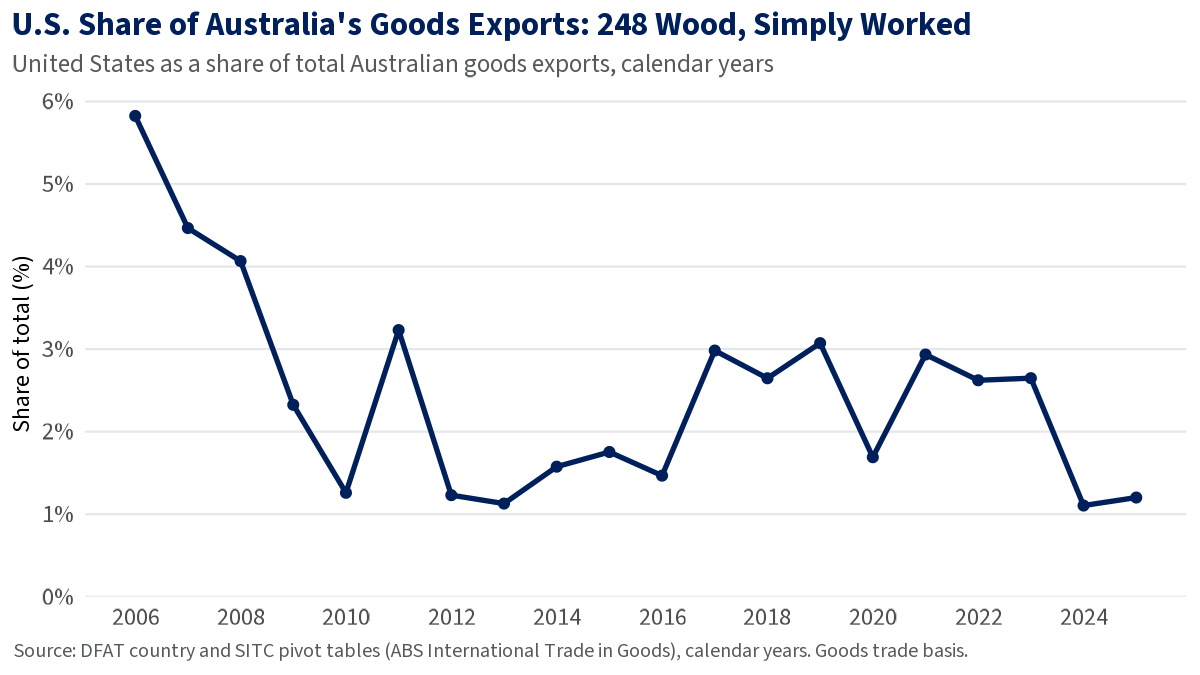 U.S. Share of Australia's Goods Exports: 248 Wood, Simply Worked
United States as a share of total Australian goods exports, calendar years
Share of total (%)
6%
5%
4%
3%
2%
1%
0%
2006 2008 2010 2012 2014 2016 2018 2020 2022 2024
Source: DFAT country and SITC pivot tables (ABS International Trade in Goods), calendar years. Goods trade basis.